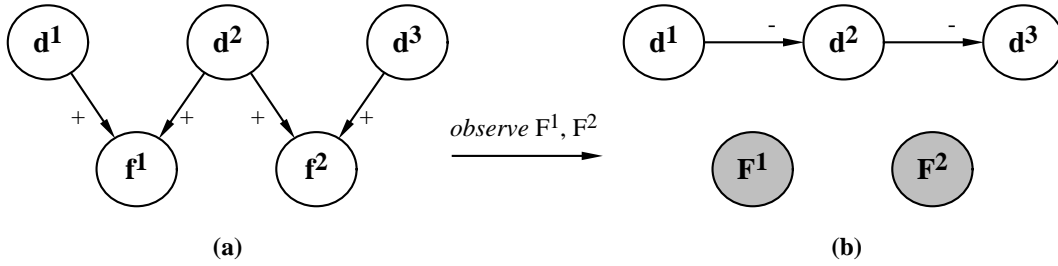 d1 d2 d3 d1 - d2 - d3
+ + + +
observe F1, F2
f1 f2 F1 F2
(a) (b)